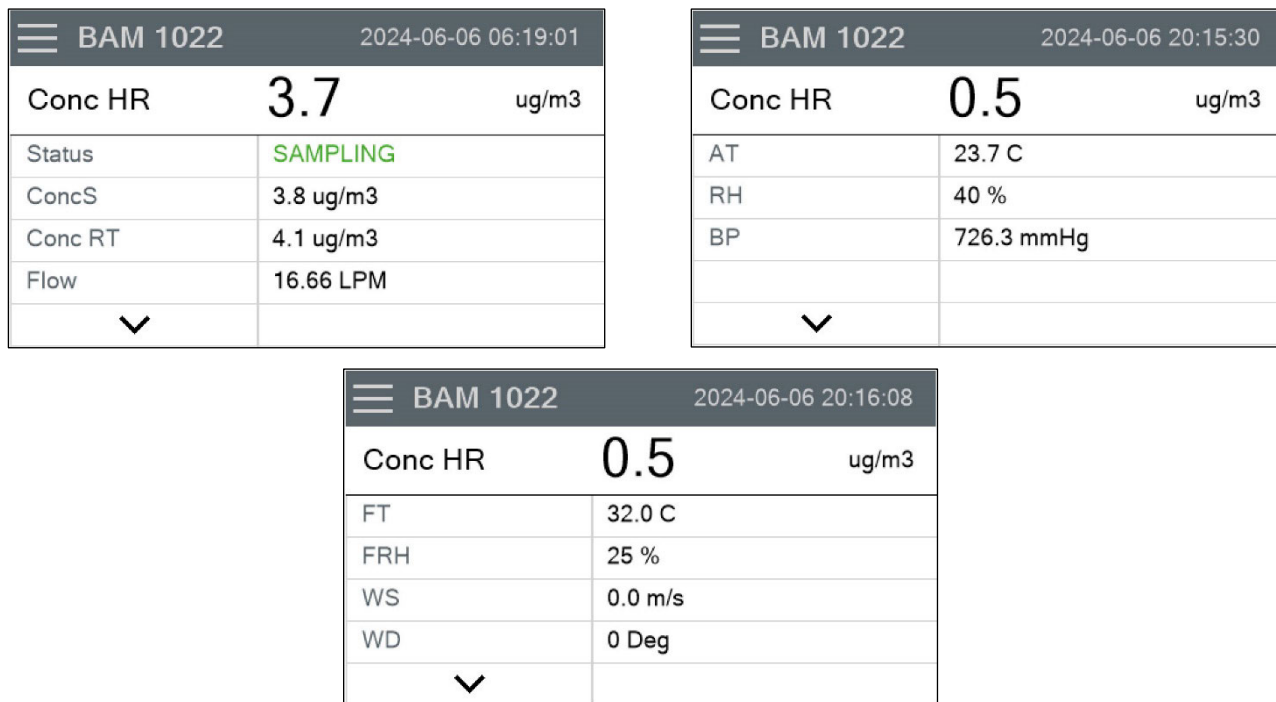 BAM 1022 2024-06-06 06:19:01
Conc HR 3.7 ug/m3
Status SAMPLING
ConcS 3.8 ug/m3
Conc RT 4.1 ug/m3
Flow 16.66 LPM
BAM 1022 2024-06-06 20:15:30
Conc HR 0.5 ug/m3
AT 23.7 C
RH 40 %
BP 726.3 mmHg
BAM 1022 2024-06-06 20:16:08
Conc HR 0.5 ug/m3
FT 32.0 C
FRH 25 %
WS 0.0 m/s
WD 0 Deg